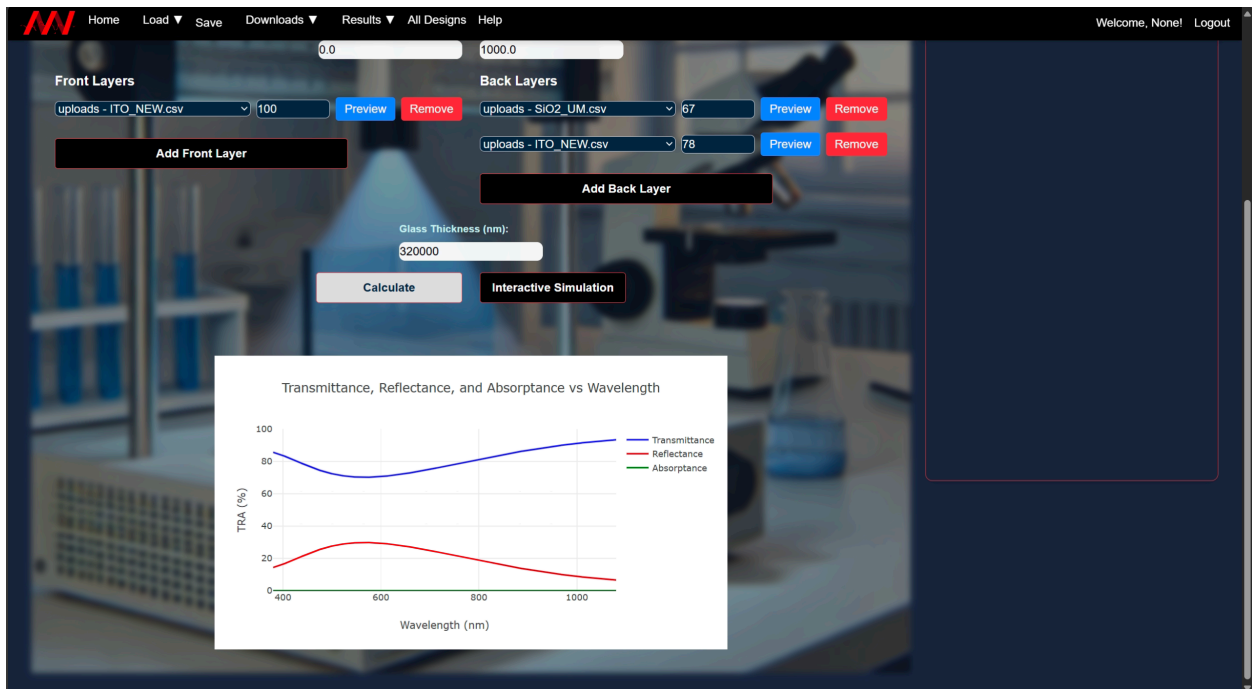 Home Load ▼ Save Downloads ▼ Results ▼ All Designs Help Welcome, None! Logout
0.0 1000.0
Front Layers Back Layers
uploads - ITO_NEW.csv 100 Preview Remove uploads - SiO2_UM.csv 67 Preview Remove
uploads - ITO_NEW.csv 78 Preview Remove
Add Front Layer
Add Back Layer
Glass Thickness (nm):
320000
Calculate Interactive Simulation
Transmittance, Reflectance, and Absorptance vs Wavelength
100
80
60
40
20
0
TRA (%)
Transmittance
Reflectance
Absorptance
400 600 800 1000
Wavelength (nm)